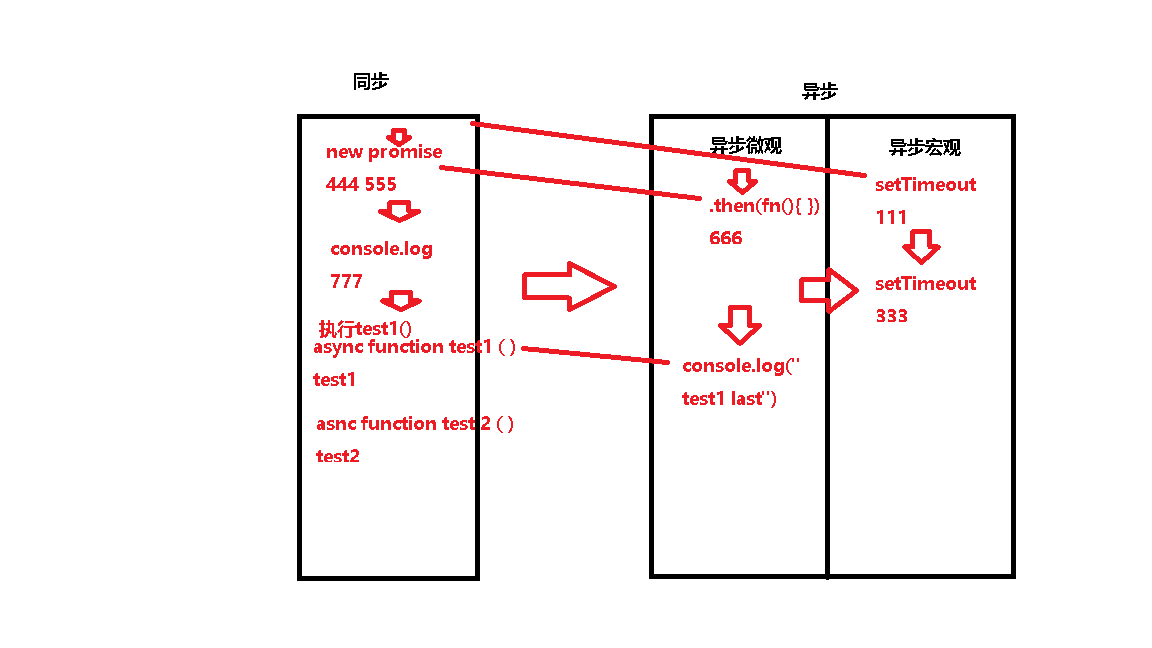 同步
new promise
444 555
console.log
777
执行test1()
async function test1 ( )
test1
asnc function test 2 ( )
test2
异步
异步微观
.then(fn(){ })
666
console.log("
test1 last")
异步宏观
setTimeout
111
setTimeout
333